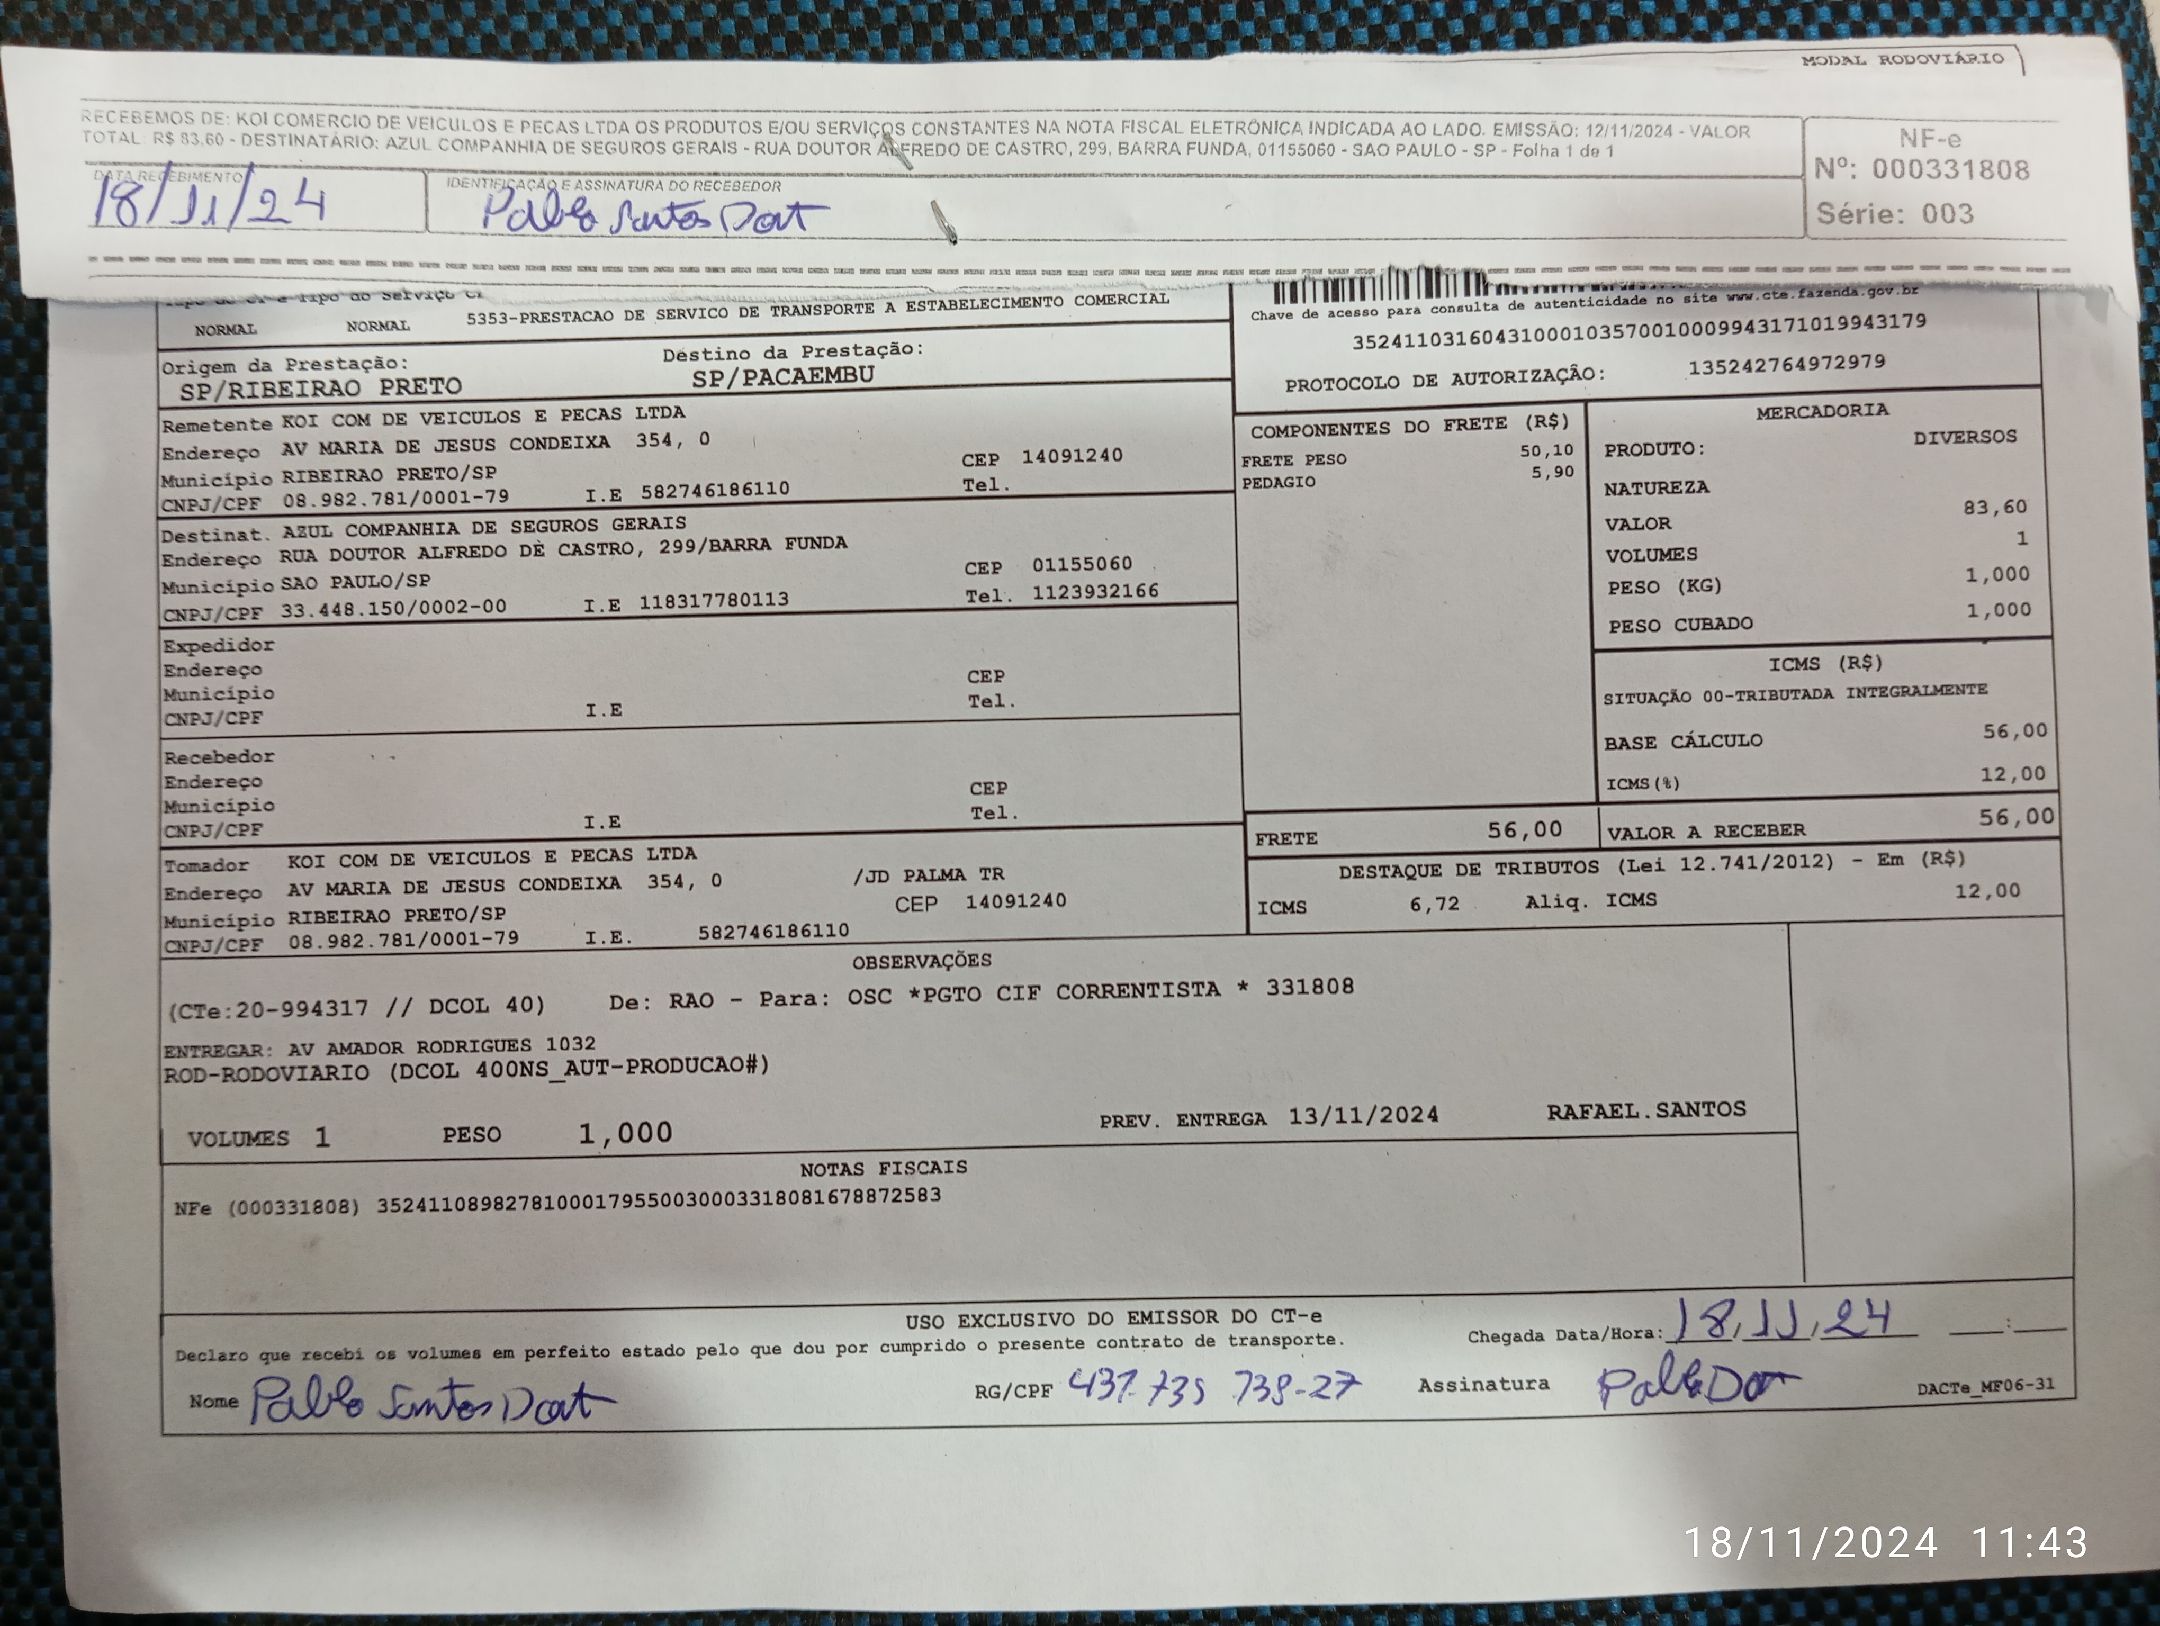 MODAL RODOVIÁRIO
RECEBEMOS DE: KOI COMERCIO DE VEICULOS E PECAS LTDA OS PRODUTOS E/OU SERVIÇOS CONSTANTES NA NOTA FISCAL ELETRÔNICA INDICADA AO LADO. EMISSÃO: 12/11/2024 - VALOR
TOTAL: R$ 83,60 - DESTINATÁRIO: AZUL COMPANHIA DE SEGUROS GERAIS - RUA DOUTOR ALFREDO DE CASTRO, 299, BARRA FUNDA, 01155060 - SAO PAULO - SP - Folha 1 de 1
NF-e
Nº: 000331808
Série: 003
DATA RECEBIMENTO
18/11/24
IDENTIFICAÇÃO E ASSINATURA DO RECEBEDOR
Pablo Santos
NORMAL NORMAL 5353-PRESTACAO DE SERVICO DE TRANSPORTE A ESTABELECIMENTO COMERCIAL
Chave de acesso para consulta de autenticidade no site www.cte.fazenda.gov.br
35241103160431000103570010009943171019943179
PROTOCOLO DE AUTORIZAÇÃO: 135242764972979
Origem da Prestação: Destino da Prestação:
SP/RIBEIRAO PRETO SP/PACAEMBU
Remetente KOI COM DE VEICULOS E PECAS LTDA
Endereço AV MARIA DE JESUS CONDEIXA 354, 0
Município RIBEIRAO PRETO/SP CEP 14091240
CNPJ/CPF 08.982.781/0001-79 I.E 582746186110 Tel.
Destinat. AZUL COMPANHIA DE SEGUROS GERAIS
Endereço RUA DOUTOR ALFREDO DE CASTRO, 299/BARRA FUNDA
Município SAO PAULO/SP CEP 01155060
CNPJ/CPF 33.448.150/0002-00 I.E 118317780113 Tel. 1123932166
Expedidor
Endereço
Município CEP
CNPJ/CPF I.E Tel.
Recebedor
Endereço
Município CEP
CNPJ/CPF I.E Tel.
Tomador KOI COM DE VEICULOS E PECAS LTDA
Endereço AV MARIA DE JESUS CONDEIXA 354, 0 /JD PALMA TR
Município RIBEIRAO PRETO/SP CEP 14091240
CNPJ/CPF 08.982.781/0001-79 I.E. 582746186110
COMPONENTES DO FRETE (R$)
FRETE PESO 50,10
PEDAGIO 5,90
MERCADORIA
PRODUTO: DIVERSOS
NATUREZA
VALOR 83,60
VOLUMES 1
PESO (KG) 1,000
PESO CUBADO 1,000
ICMS (R$)
SITUAÇÃO 00-TRIBUTADA INTEGRALMENTE
BASE CÁLCULO 56,00
ICMS(%) 12,00
FRETE 56,00 VALOR A RECEBER 56,00
DESTAQUE DE TRIBUTOS (Lei 12.741/2012) - Em (R$)
ICMS 6,72 Aliq. ICMS 12,00
OBSERVAÇÕES
(CTe:20-994317 // DCOL 40) De: RAO - Para: OSC *PGTO CIF CORRENTISTA * 331808
ENTREGAR: AV AMADOR RODRIGUES 1032
ROD-RODOVIARIO (DCOL 400NS_AUT-PRODUCAO#)
VOLUMES 1 PESO 1,000 PREV. ENTREGA 13/11/2024 RAFAEL.SANTOS
NOTAS FISCAIS
NFe (000331808) 35241108982781000179550030003318081678872583
USO EXCLUSIVO DO EMISSOR DO CT-e
Declaro que recebi os volumes em perfeito estado pelo que dou por cumprido o presente contrato de transporte.
Chegada Data/Hora: 18,11,24 __:__
Nome Pablo Santos RG/CPF Assinatura DACTe_MF06-31
18/11/2024 11:43